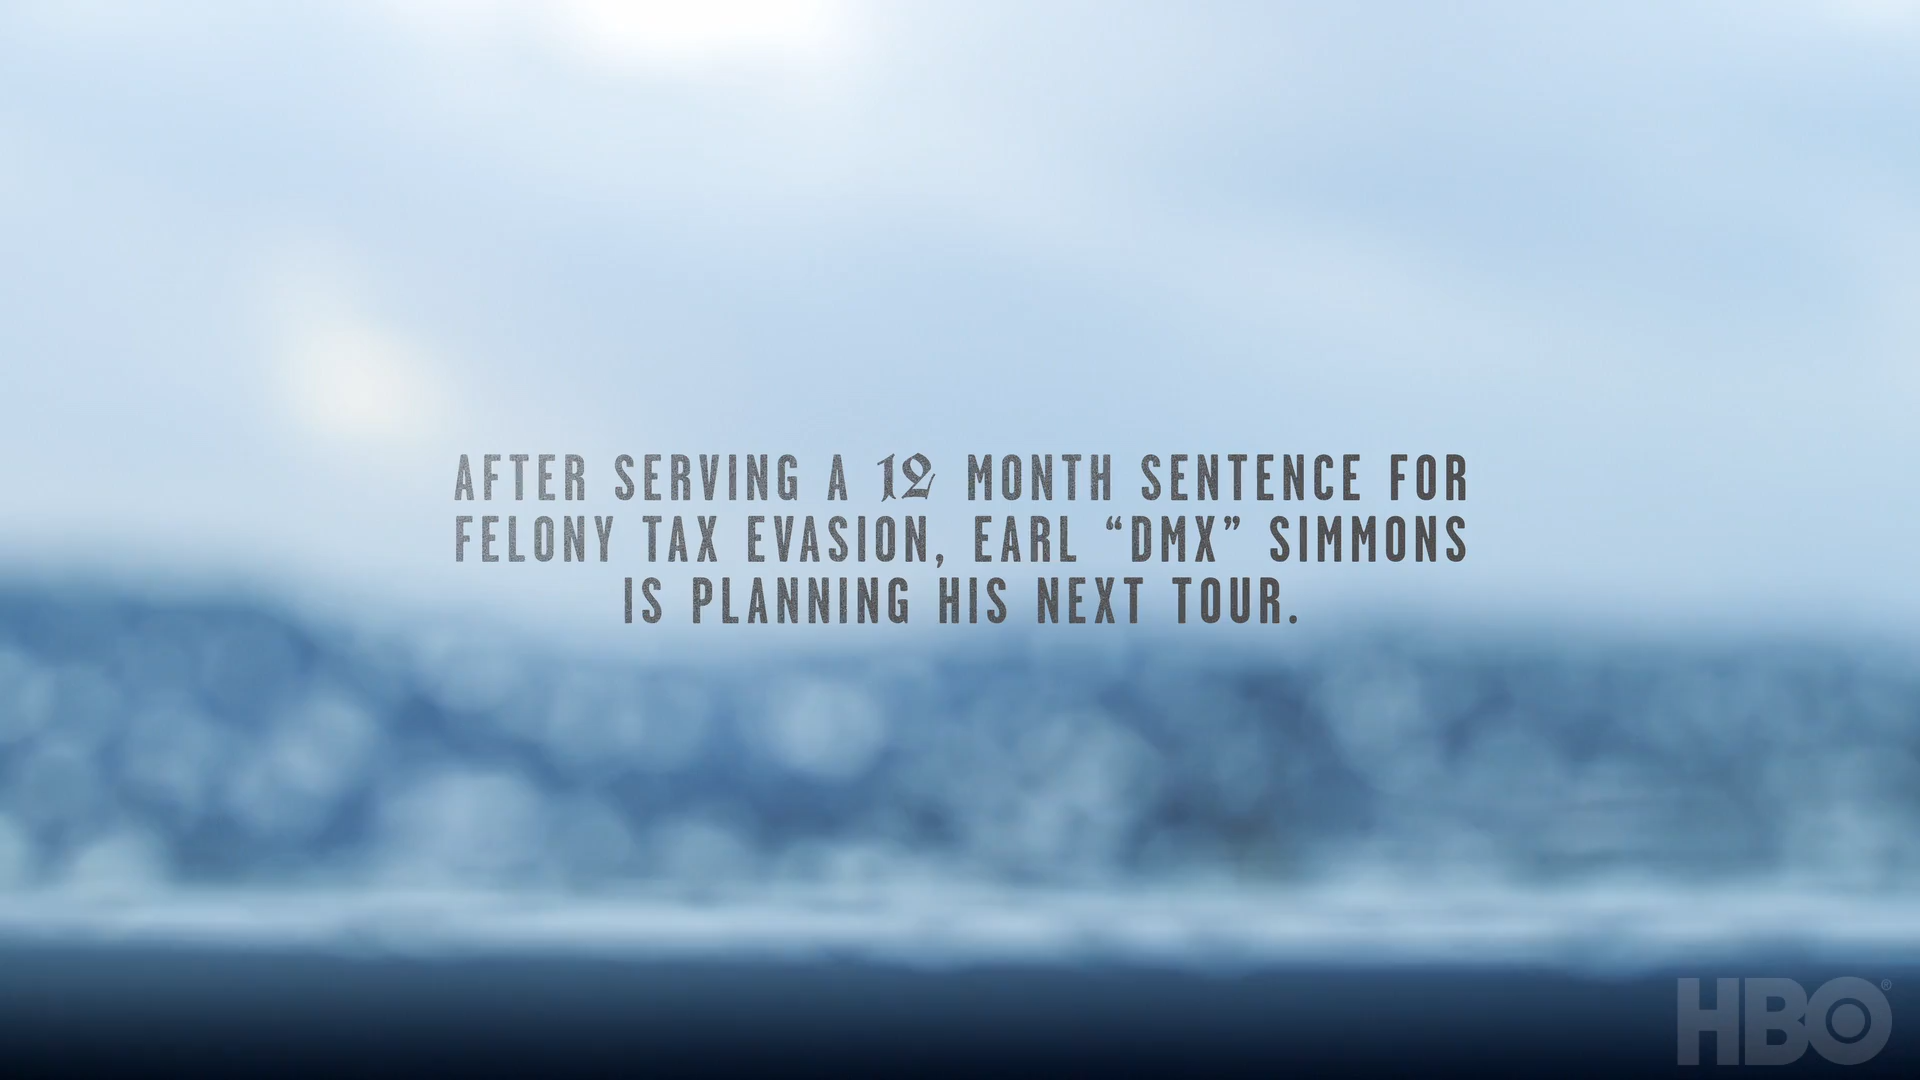 AFTER SERVING A 12 MONTH SENTENCE FOR
FELONY TAX EVASION, EARL “DMX” SIMMONS
IS PLANNING HIS NEXT TOUR.
HBO®